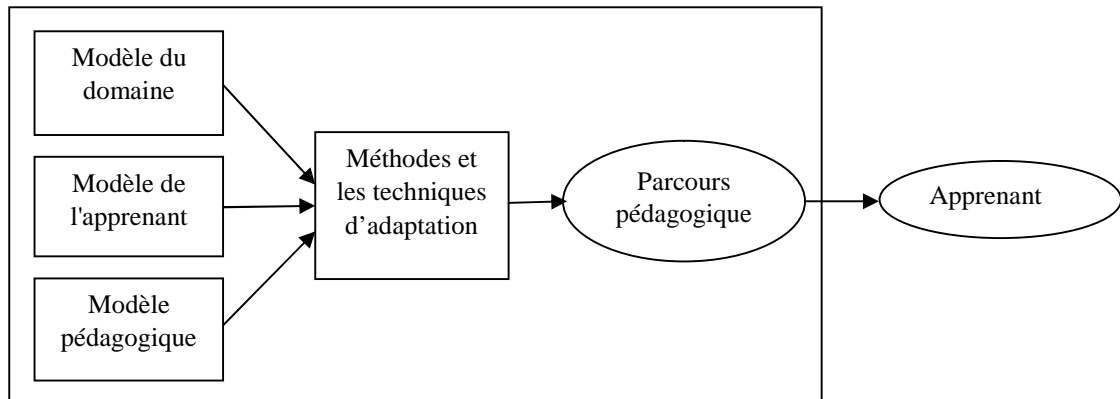 Modèle du
domaine
Modèle de
l'apprenant
Modèle
pédagogique
Méthodes et
les techniques
d’adaptation
Parcours
pédagogique
Apprenant